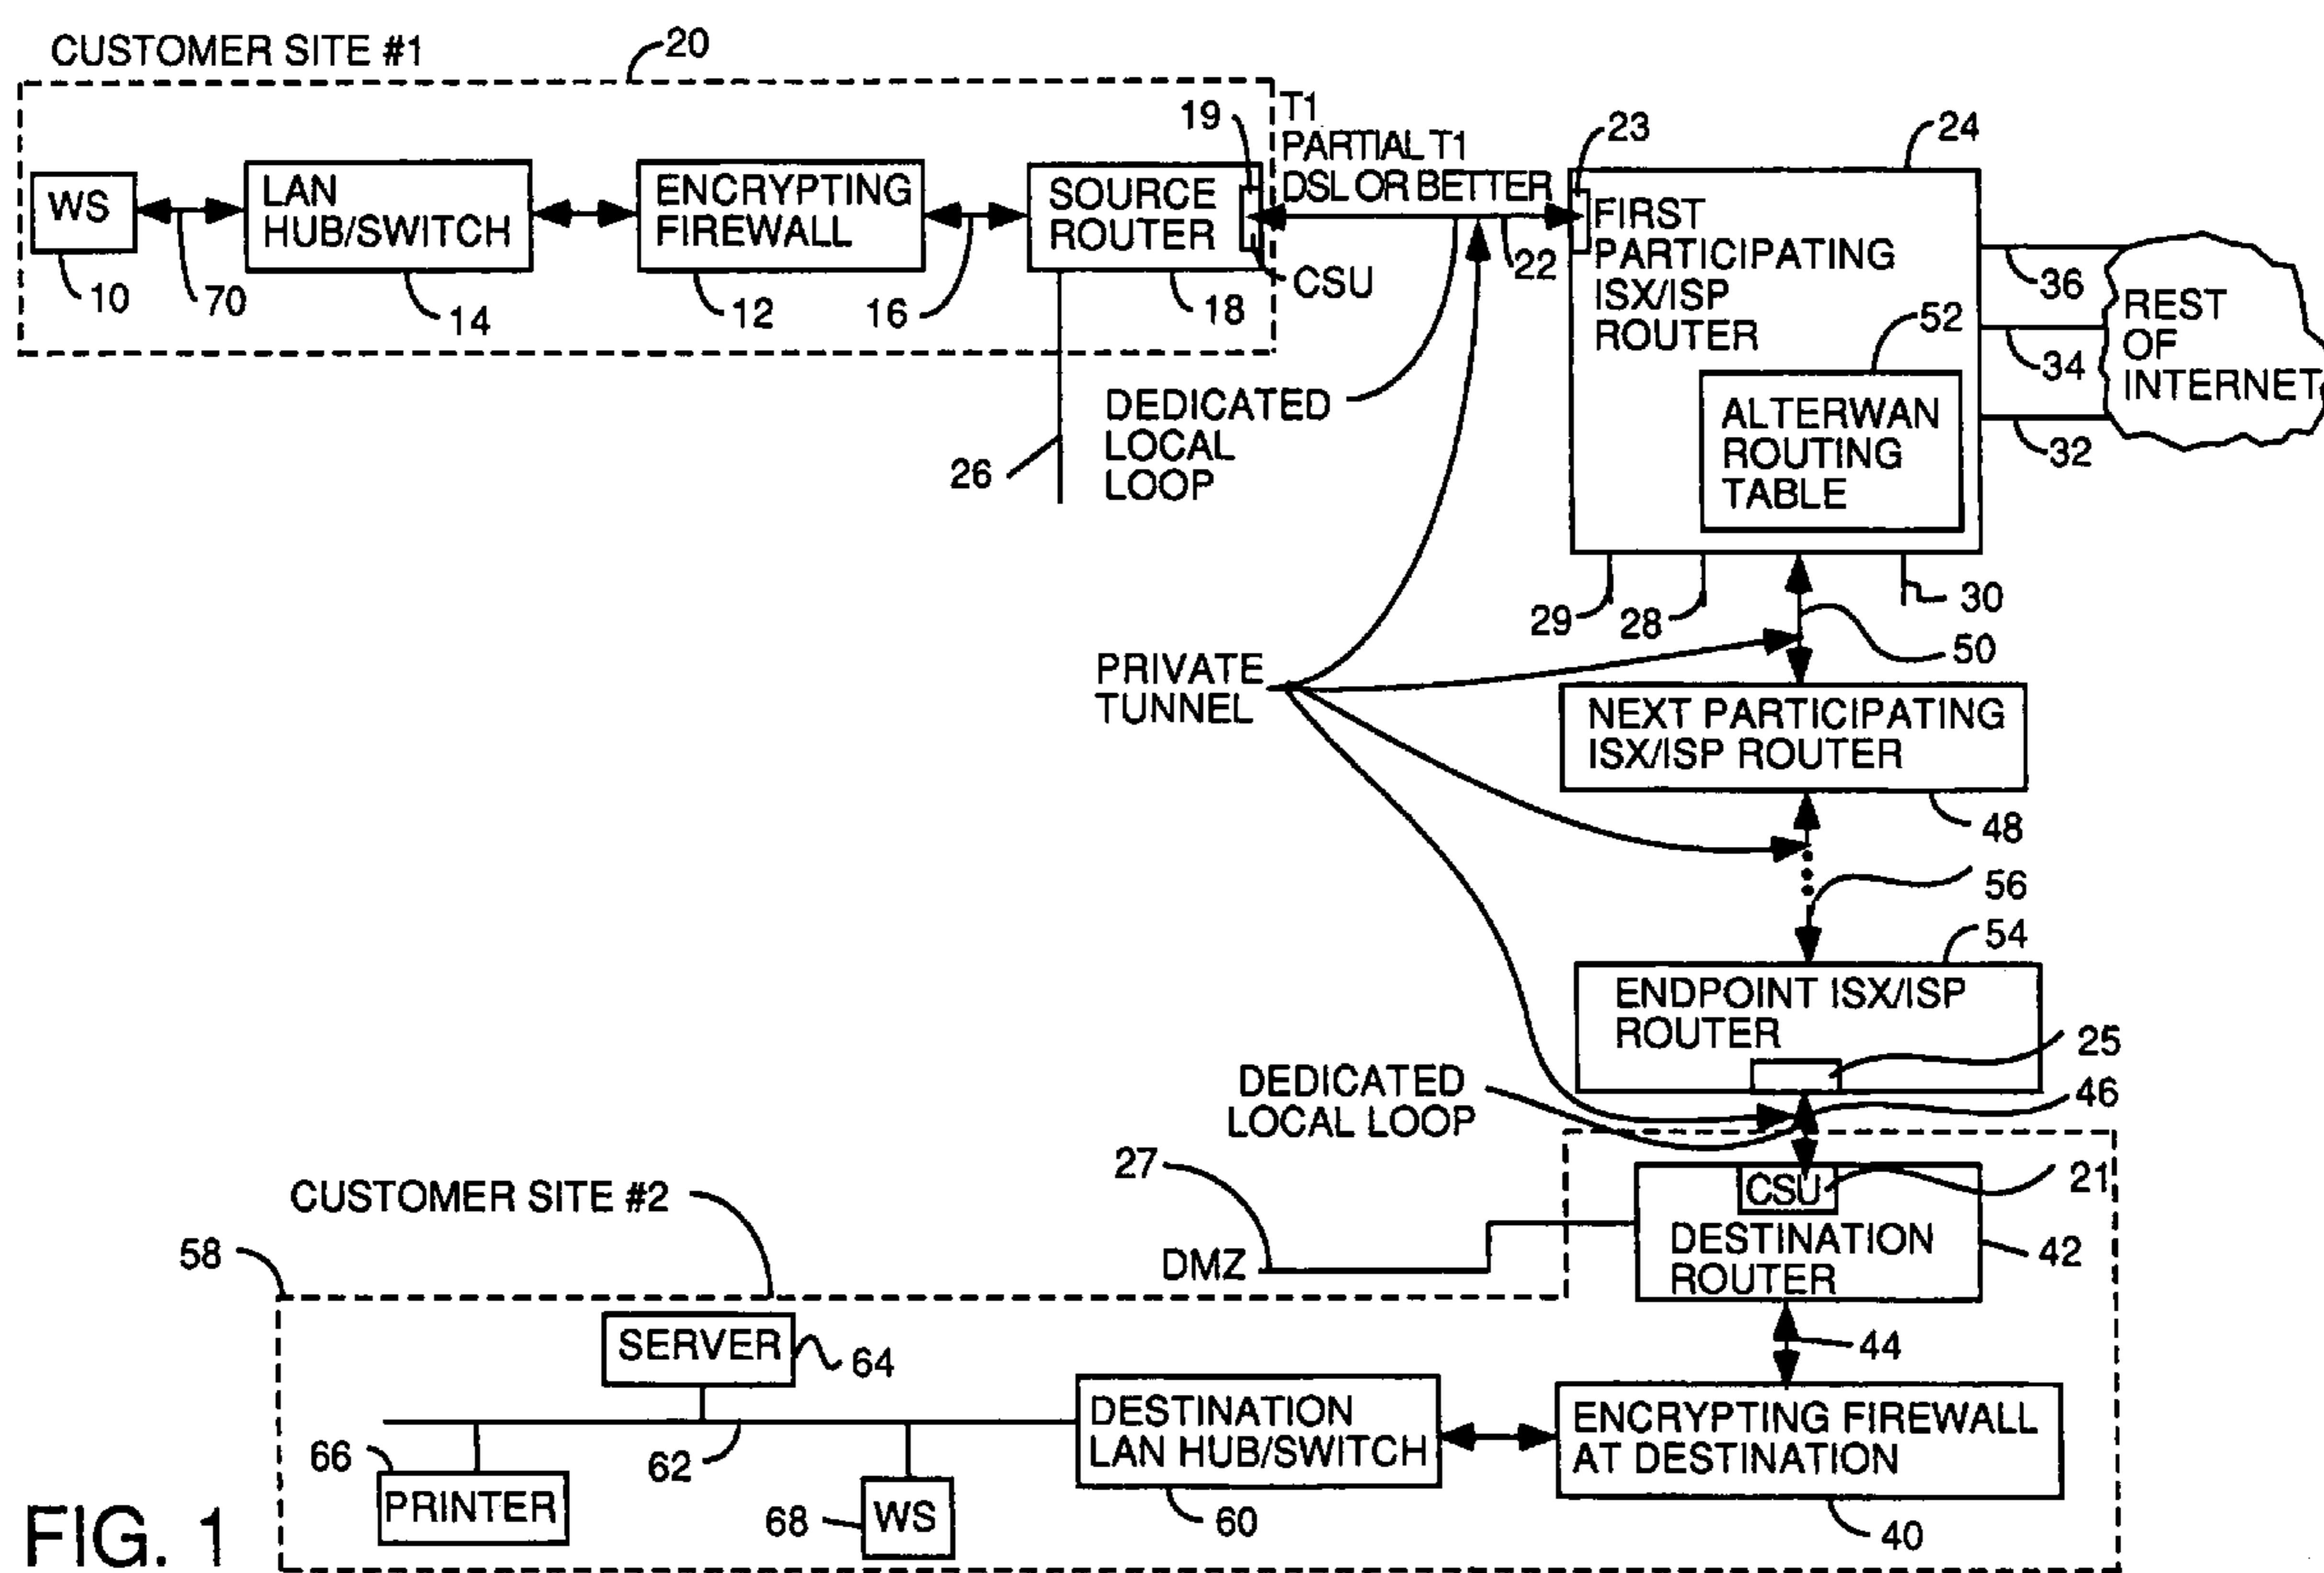 CUSTOMER SITE #1
20
T1
PARTIAL T1
DSL OR BETTER
19
23
24
WS
LAN
HUB/SWITCH
ENCRYPTING
FIREWALL
SOURCE
ROUTER
CSU
22
FIRST
PARTICIPATING
ISX/ISP
ROUTER
36
REST
OF
INTERNET
34
32
10
70
14
12
16
18
52
ALTERWAN
ROUTING
TABLE
26
DEDICATED
LOCAL
LOOP
29
28
30
50
PRIVATE
TUNNEL
NEXT PARTICIPATING
ISX/ISP ROUTER
48
56
54
ENDPOINT ISX/ISP
ROUTER
25
46
DEDICATED
LOCAL LOOP
27
CSU
21
CUSTOMER SITE #2
58
DMZ
DESTINATION
ROUTER
42
SERVER
64
44
DESTINATION
LAN HUB/SWITCH
ENCRYPTING FIREWALL
AT DESTINATION
66
62
PRINTER
68
WS
60
40
FIG. 1